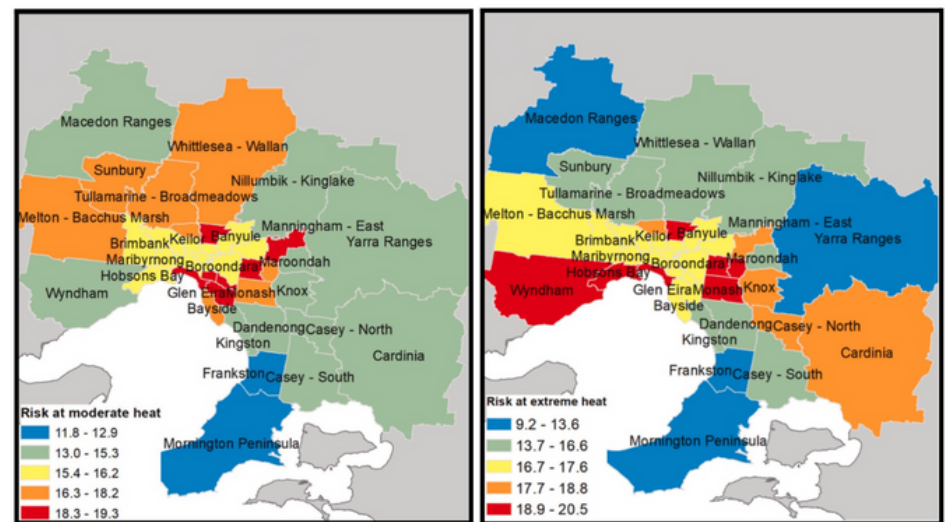 Macedon Ranges
Whittlesea - Wallan
Sunbury
Nillumbik - Kinglake
Tullamarine - Broadmeadows
Melton - Bacchus Marsh
Manningham - East
Keilor Banyule
Brimbank
Yarra Ranges
Maribyrnong
Maroondah
Boroondara
Hobsons Bay
Wyndham
Glen Eira Monash Knox
Bayside
Dandenong Casey - North
Kingston
Cardinia
Frankston Casey - South
Mornington Peninsula
Risk at moderate heat
11.8 - 12.9
13.0 - 15.3
15.4 - 16.2
16.3 - 18.2
18.3 - 19.3
Macedon Ranges
Whittlesea - Wallan
Sunbury
Nillumbik - Kinglake
Tullamarine - Broadmeadows
Melton - Bacchus Marsh
Manningham - East
Keilor Banyule
Brimbank
Yarra Ranges
Maribyrnong
Maroondah
Boroondara
Hobsons Bay
Wyndham
Glen Eira Monash Knox
Bayside
Dandenong Casey - North
Kingston
Cardinia
Frankston Casey - South
Mornington Peninsula
Risk at extreme heat
9.2 - 13.6
13.7 - 16.6
16.7 - 17.6
17.7 - 18.8
18.9 - 20.5